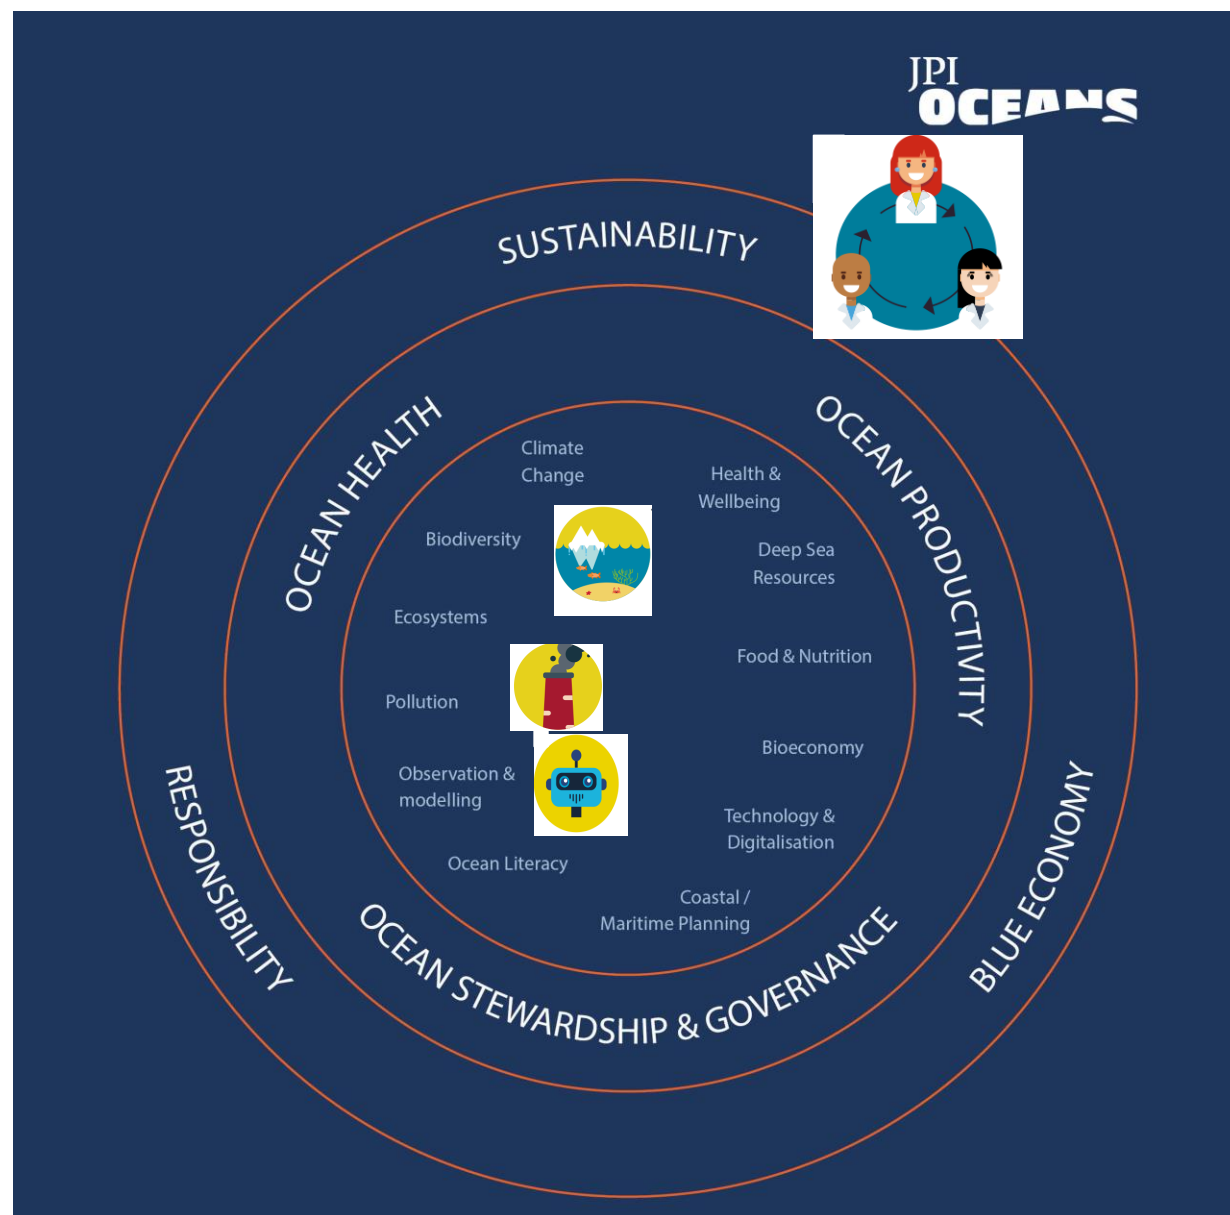 JPI
OCEANS
SUSTAINABILITY
OCEAN HEALTH
OCEAN PRODUCTIVITY
Climate
Change
Health &
Wellbeing
Biodiversity
Deep Sea
Resources
Ecosystems
Food & Nutrition
Pollution
Bioeconomy
Observation &
modelling
Technology &
Digitalisation
Ocean Literacy
Coastal /
Maritime Planning
RESPONSIBILITY
BLUE ECONOMY
OCEAN STEWARDSHIP & GOVERNANCE